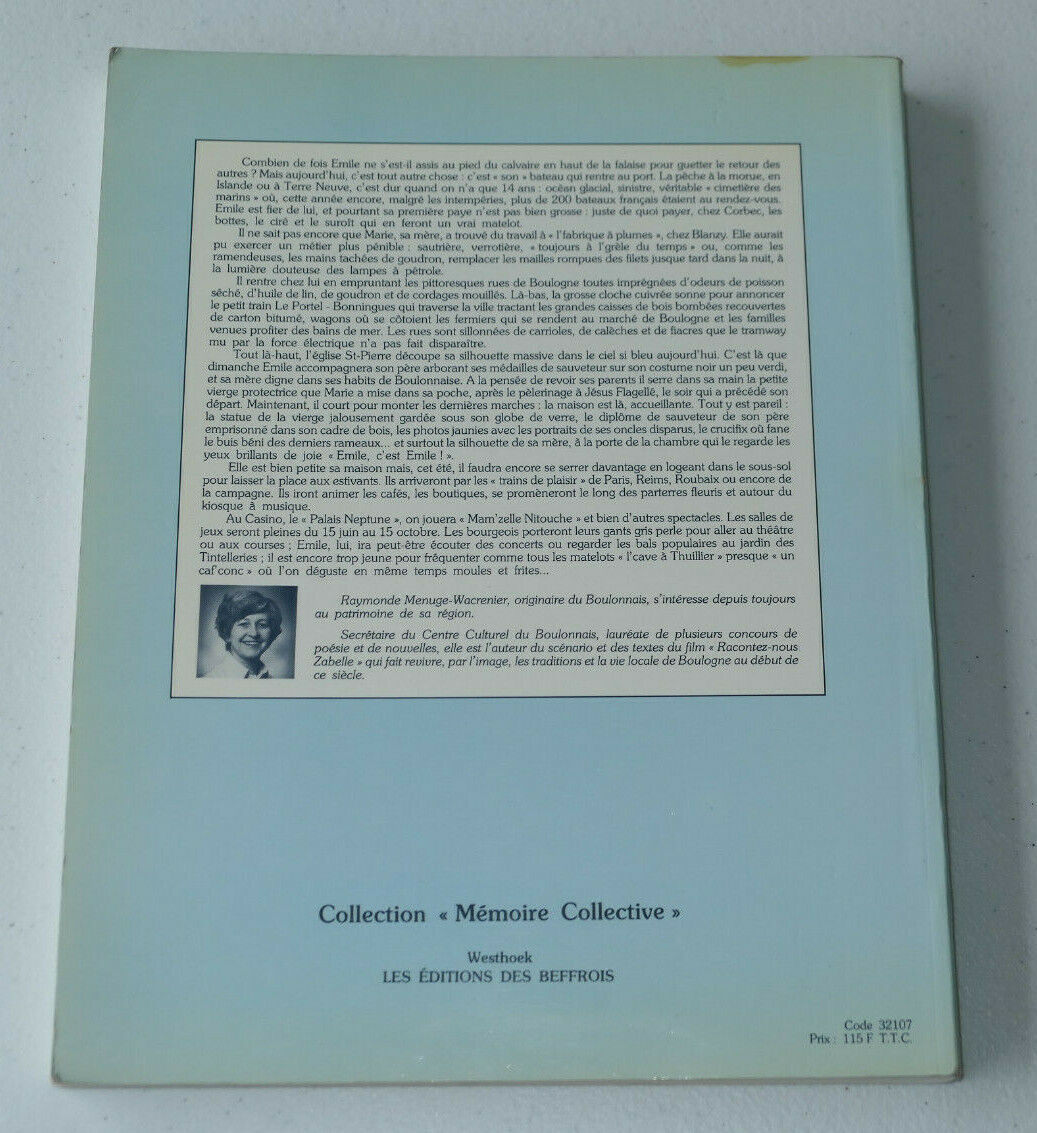 Combien de fois Emile ne s'est-il assis au pied du calvaire en haut de la falaise pour guetter le retour des
autres ? Mais aujourd'hui, c'est tout autre chose : c'est « son » bateau qui rentre au port. La pêche à la morue, en
Islande ou à Terre Neuve, c'est dur quand on n'a que 14 ans : océan glacial, sinistre, véritable « cimetière des
marins » où, cette année encore, malgré les intempéries, plus de 200 bateaux français étaient au rendez-vous.
Emile est fier de lui, et pourtant sa première paye n'est pas bien grosse : juste de quoi payer, chez Corbec, les
bottes, le ciré et le suroît qui en feront un vrai matelot.
Il ne sait pas encore que Marie, sa mère, a trouvé du travail à « l'fabrique à plumes », chez Blanzy. Elle aurait
pu exercer un métier plus pénible : sautrière, verrotière, « toujours à l'grêle du temps » ou, comme les
ramendeuses, les mains tachées de goudron, remplacer les mailles rompues des filets jusque tard dans la nuit, à
la lumière douteuse des lampes à pétrole.
Il rentre chez lui en empruntant les pittoresques rues de Boulogne toutes imprégnées d'odeurs de poisson
séché, d'huile de lin, de goudron et de cordages mouillés. Là-bas, la grosse cloche cuivrée sonne pour annoncer
le petit train Le Portel - Bonningues qui traverse la ville tractant les grandes caisses de bois bombées recouvertes
de carton bitumé, wagons où se côtoient les fermiers qui se rendent au marché de Boulogne et les familles
venues profiter des bains de mer. Les rues sont sillonnées de carrioles, de calèches et de fiacres que le tramway
mu par la force électrique n'a pas fait disparaître.
Tout là-haut, l'église St-Pierre découpe sa silhouette massive dans le ciel si bleu aujourd'hui. C'est là que
dimanche Emile accompagnera son père arborant ses médailles de sauveteur sur son costume noir un peu verdi,
et sa mère digne dans ses habits de Boulonnaise. A la pensée de revoir ses parents il serre dans sa main la petite
vierge protectrice que Marie a mise dans sa poche, après le pèlerinage à Jésus Flagellé, le soir qui a précédé son
départ. Maintenant, il court pour monter les dernières marches : la maison est là, accueillante. Tout y est pareil :
la statue de la vierge jalousement gardée sous son globe de verre, le diplôme de sauveteur de son père
emprisonné dans son cadre de bois, les photos jaunies avec les portraits de ses oncles disparus, le crucifix où fane
le buis béni des derniers rameaux... et surtout la silhouette de sa mère, à la porte de la chambre qui le regarde les
yeux brillants de joie « Emile, c'est Emile ! ».
Elle est bien petite sa maison mais, cet été, il faudra encore se serrer davantage en logeant dans le sous-sol
pour laisser la place aux estivants. Ils arriveront par les « trains de plaisir » de Paris, Reims, Roubaix ou encore de
la campagne. Ils iront animer les cafés, les boutiques, se promèneront le long des parterres fleuris et autour du
kiosque à musique.
Au Casino, le « Palais Neptune », on jouera « Mam'zelle Nitouche » et bien d'autres spectacles. Les salles de
jeux seront pleines du 15 juin au 15 octobre. Les bourgeois porteront leurs gants gris perle pour aller au théâtre
ou aux courses ; Emile, lui, ira peut-être écouter des concerts ou regarder les bals populaires au jardin des
Tintelleries ; il est encore trop jeune pour fréquenter comme tous les matelots « l'cave à Thuillier » presque « un
caf'conc » où l'on déguste en même temps moules et frites...
Raymonde Menuge-Wacrenier, originaire du Boulonnais, s'intéresse depuis toujours
au patrimoine de sa région.
Secrétaire du Centre Culturel du Boulonnais, lauréate de plusieurs concours de
poésie et de nouvelles, elle est l'auteur du scénario et des textes du film « Racontez-nous
Zabelle » qui fait revivre, par l'image, les traditions et la vie locale de Boulogne au début de
ce siècle.
Collection « Mémoire Collective »
Westhoek
LES ÉDITIONS DES BEFFROIS
Code 32107
Prix : 115 F T.T.C.